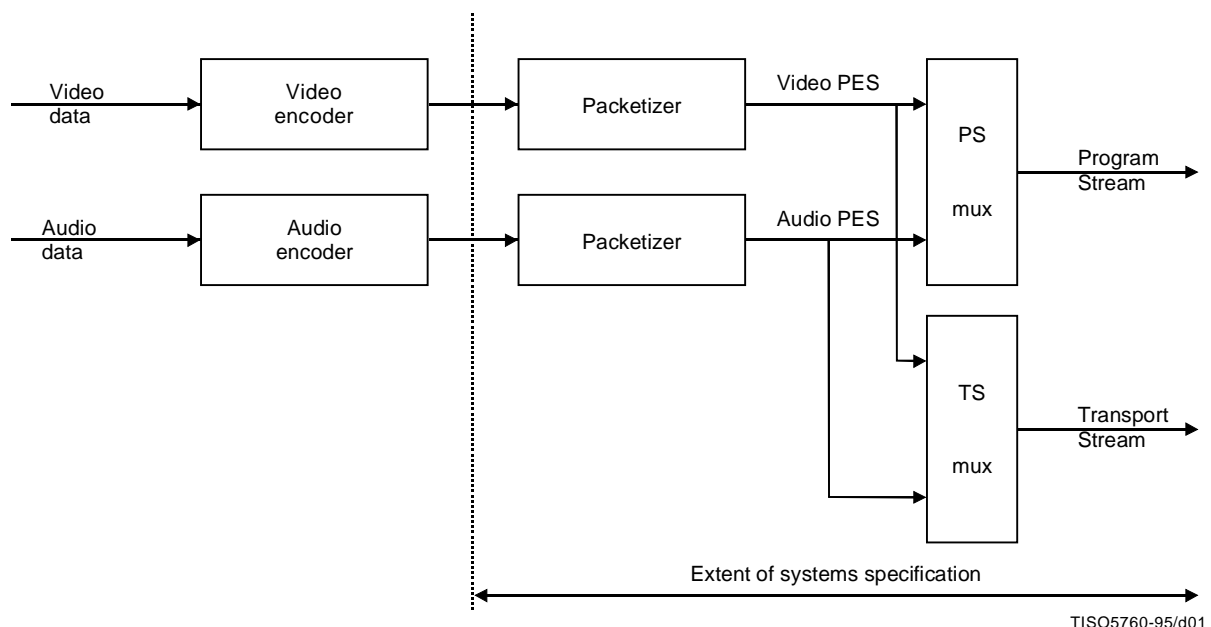 Video
data
Video
encoder
Packetizer
Video PES
PS
mux
Program
Stream
Audio
data
Audio
encoder
Packetizer
Audio PES
TS
mux
Transport
Stream
Extent of systems specification
TISO5760-95/d01